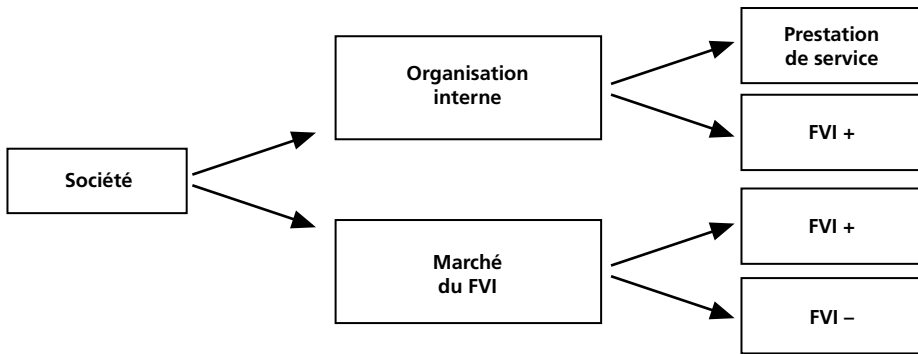 Société
Organisation
interne
Marché
du FVI
Prestation
de service
FVI +
FVI +
FVI –